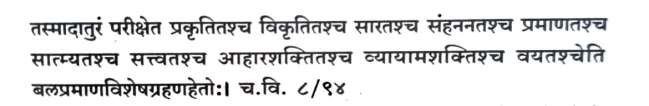 तस्मादातुरं परीक्षेत प्रकृतितश्च विकृतितश्च सारतश्च संहननतश्च प्रमाणतश्च
सात्म्यतश्च सत्त्वतश्च आहारशक्तितश्च व्यायामशक्तिश्च वयतश्चेति
बलप्रमाणविशेषग्रहणहेतोः। च.वि. ८/९४